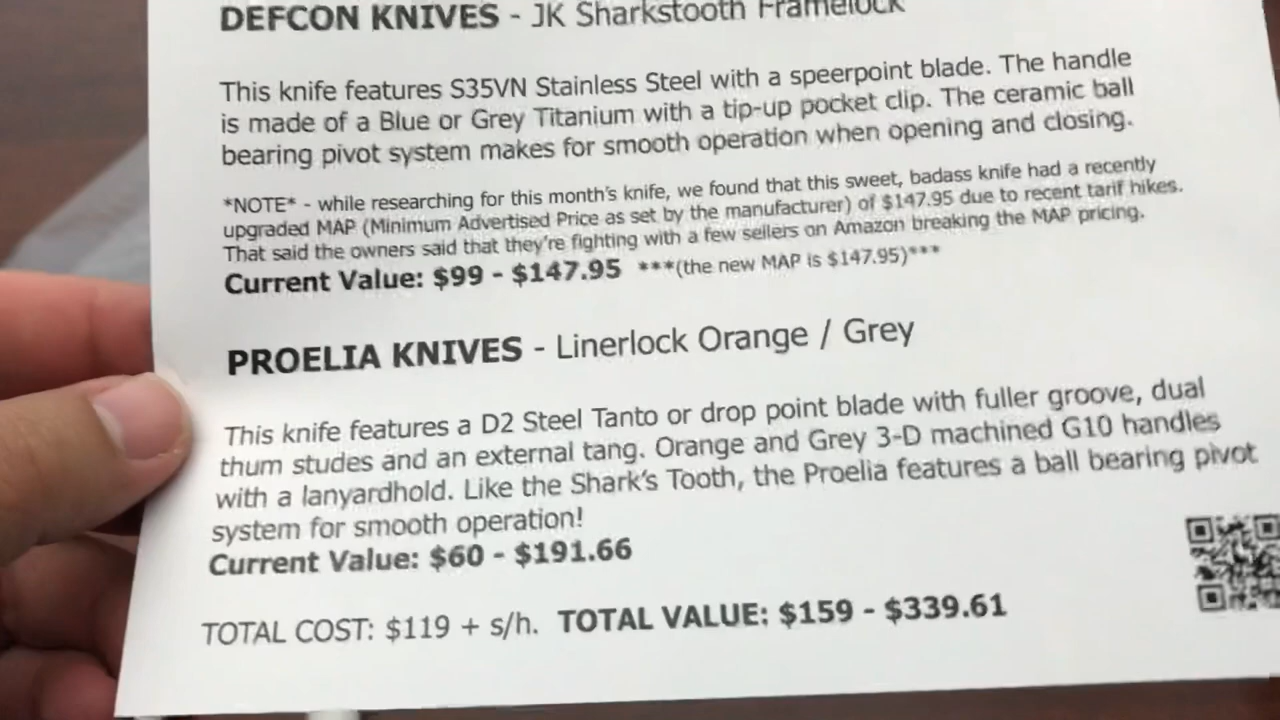 DEFCON KNIVES - JK Sharkstooth Framelock
This knife features S35VN Stainless Steel with a speerpoint blade. The handle
is made of a Blue or Grey Titanium with a tip-up pocket clip. The ceramic ball
bearing pivot system makes for smooth operation when opening and closing.
*NOTE* - while researching for this month's knife, we found that this sweet, badass knife had a recently
upgraded MAP (Minimum Advertised Price as set by the manufacturer) of $147.95 due to recent tarif hikes.
That said the owners said that they're fighting with a few sellers on Amazon breaking the MAP pricing.
Current Value: $99 - $147.95 ***(the new MAP is $147.95)***
PROELIA KNIVES - Linerlock Orange / Grey
This knife features a D2 Steel Tanto or drop point blade with fuller groove, dual
thum studes and an external tang. Orange and Grey 3-D machined G10 handles
with a lanyardhold. Like the Shark's Tooth, the Proelia features a ball bearing pivot
system for smooth operation!
Current Value: $60 - $191.66
TOTAL COST: $119 + s/h. TOTAL VALUE: $159 - $339.61